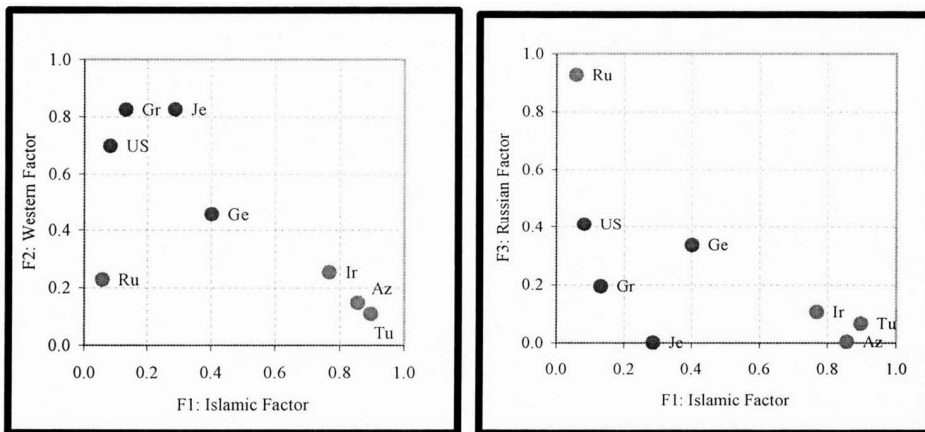 1.0
0.8
0.6
0.4
0.2
0.0
0.0 0.2 0.4 0.6 0.8 1.0
F2: Western Factor
F1: Islamic Factor
Gr
Je
US
Ge
Ru
Ir
Az
Tu
1.0
0.8
0.6
0.4
0.2
0.0
0.0 0.2 0.4 0.6 0.8 1.0
F3: Russian Factor
F1: Islamic Factor
Ru
US
Ge
Gr
Ir
Tu
Je
Az